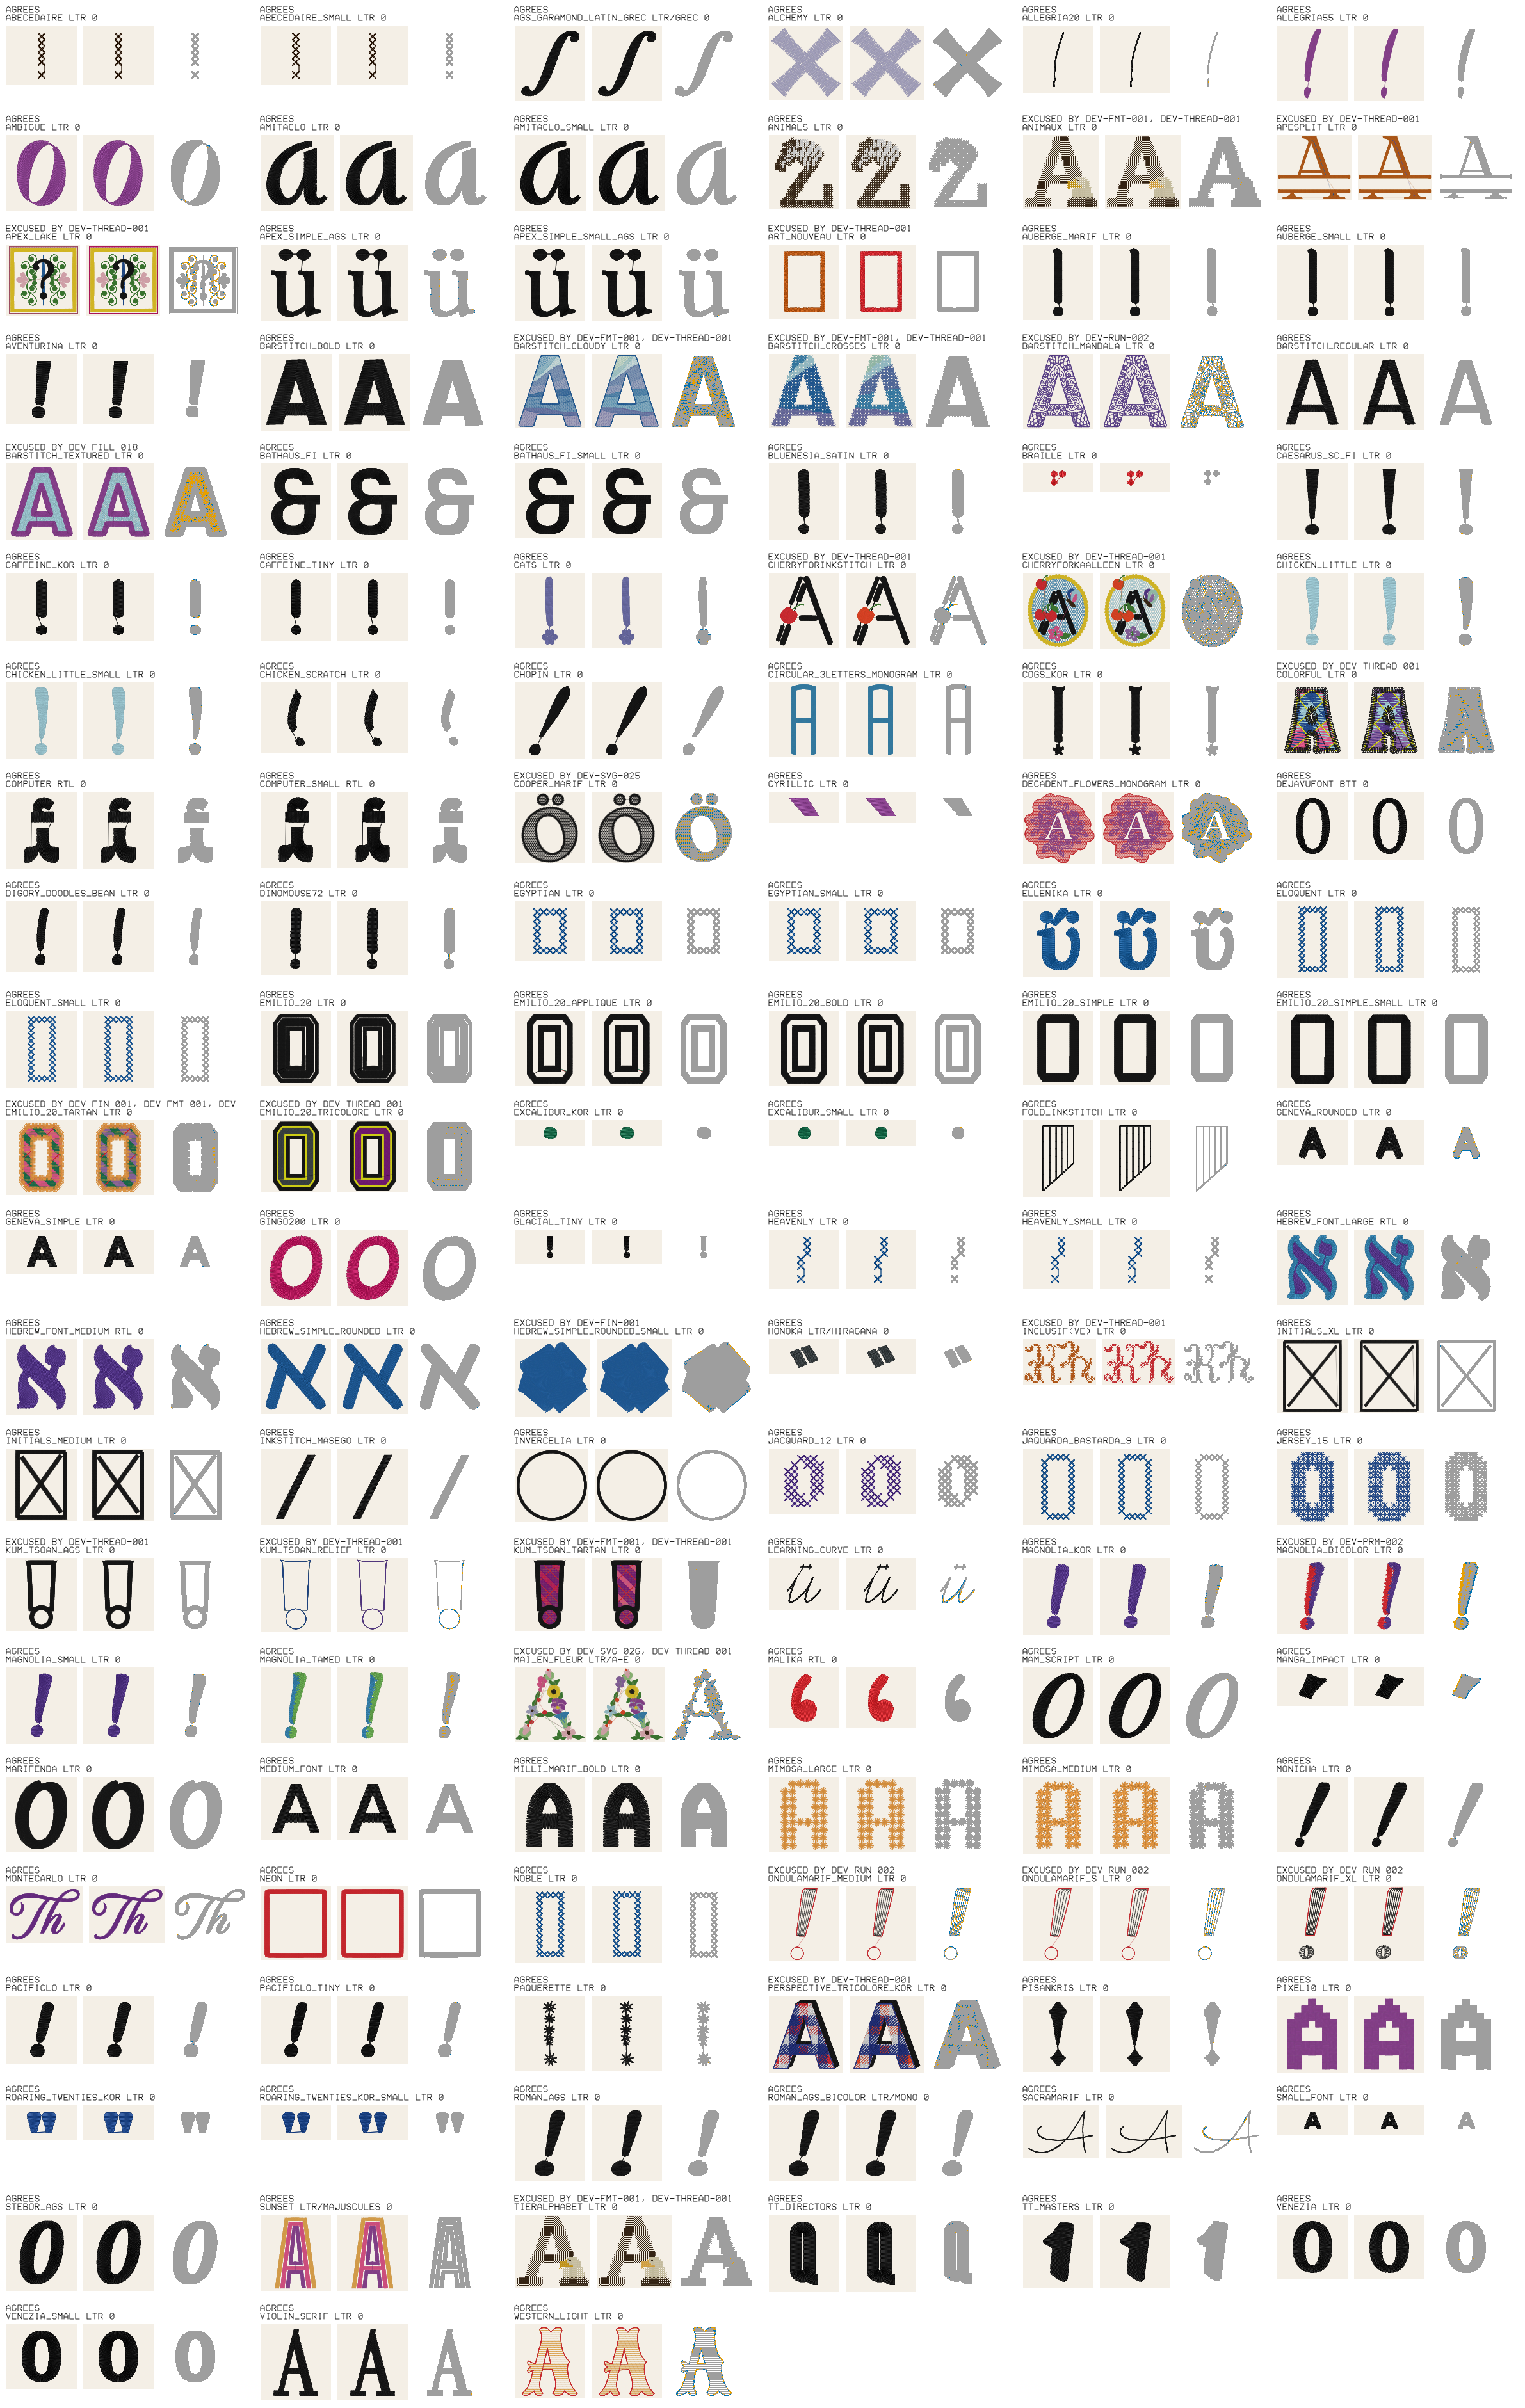 AGREES
ABECEDAIRE LTR 0
AGREES
ABECEDAIRE_SMALL LTR 0
AGREES
AGS_GARAMOND_LATIN_GREC LTR/GREC 0
AGREES
ALCHEMY LTR 0
AGREES
ALLEGRIA20 LTR 0
AGREES
ALLEGRIA55 LTR 0
AGREES
AMBIGUE LTR 0
AGREES
AMITACLO LTR 0
AGREES
AMITACLO_SMALL LTR 0
AGREES
ANIMALS LTR 0
EXCUSED BY DEV-FMT-001, DEV-THREAD-001
ANIMAUX LTR 0
EXCUSED BY DEV-THREAD-001
APESPLIT LTR 0
EXCUSED BY DEV-THREAD-001
APEX_LAKE LTR 0
AGREES
APEX_SIMPLE_AGS LTR 0
AGREES
APEX_SIMPLE_SMALL_AGS LTR 0
EXCUSED BY DEV-THREAD-001
ART_NOUVEAU LTR 0
AGREES
AUBERGE_MARIF LTR 0
AGREES
AUBERGE_SMALL LTR 0
AGREES
AVENTURINA LTR 0
AGREES
BARSTITCH_BOLD LTR 0
EXCUSED BY DEV-FMT-001, DEV-THREAD-001
BARSTITCH_CLOUDY LTR 0
EXCUSED BY DEV-FMT-001, DEV-THREAD-001
BARSTITCH_CROSSES LTR 0
EXCUSED BY DEV-RUN-002
BARSTITCH_MANDALA LTR 0
AGREES
BARSTITCH_REGULAR LTR 0
EXCUSED BY DEV-FILL-018
BARSTITCH_TEXTURED LTR 0
AGREES
BATHAUS_FI LTR 0
AGREES
BATHAUS_FI_SMALL LTR 0
AGREES
BLUENESIA_SATIN LTR 0
AGREES
BRAILLE LTR 0
AGREES
CAESARUS_SC_FI LTR 0
AGREES
CAFFEINE_KOR LTR 0
AGREES
CAFFEINE_TINY LTR 0
AGREES
CATS LTR 0
EXCUSED BY DEV-THREAD-001
CHERRYFORINKSTITCH LTR 0
EXCUSED BY DEV-THREAD-001
CHERRYFORKAALLEEN LTR 0
AGREES
CHICKEN_LITTLE LTR 0
AGREES
CHICKEN_LITTLE_SMALL LTR 0
AGREES
CHICKEN_SCRATCH LTR 0
AGREES
CHOPIN LTR 0
AGREES
CIRCULAR_3LETTERS_MONOGRAM LTR 0
AGREES
COGS_KOR LTR 0
EXCUSED BY DEV-THREAD-001
COLORFUL LTR 0
AGREES
COMPUTER RTL 0
AGREES
COMPUTER_SMALL RTL 0
EXCUSED BY DEV-SVG-025
COOPER_MARIF LTR 0
AGREES
CYRILLIC LTR 0
AGREES
DECADENT_FLOWERS_MONOGRAM LTR 0
AGREES
DEJAVUFONT BTT 0
AGREES
DIGORY_DOODLES_BEAN LTR 0
AGREES
DINOMOUSE72 LTR 0
AGREES
EGYPTIAN LTR 0
AGREES
EGYPTIAN_SMALL LTR 0
AGREES
ELLENIKA LTR 0
AGREES
ELOQUENT LTR 0
AGREES
ELOQUENT_SMALL LTR 0
AGREES
EMILIO_20 LTR 0
AGREES
EMILIO_20_APPLIQUE LTR 0
AGREES
EMILIO_20_BOLD LTR 0
AGREES
EMILIO_20_SIMPLE LTR 0
AGREES
EMILIO_20_SIMPLE_SMALL LTR 0
EXCUSED BY DEV-FIN-001, DEV-FMT-001, DEV
EMILIO_20_TARTAN LTR 0
EXCUSED BY DEV-THREAD-001
EMILIO_20_TRICOLORE LTR 0
AGREES
EXCALIBUR_KOR LTR 0
AGREES
EXCALIBUR_SMALL LTR 0
AGREES
FOLD_INKSTITCH LTR 0
AGREES
GENEVA_ROUNDED LTR 0
AGREES
GENEVA_SIMPLE LTR 0
AGREES
GINGO200 LTR 0
AGREES
GLACIAL_TINY LTR 0
AGREES
HEAVENLY LTR 0
AGREES
HEAVENLY_SMALL LTR 0
AGREES
HEBREW_FONT_LARGE RTL 0
AGREES
HEBREW_FONT_MEDIUM RTL 0
AGREES
HEBREW_SIMPLE_ROUNDED LTR 0
EXCUSED BY DEV-FIN-001
HEBREW_SIMPLE_ROUNDED_SMALL LTR 0
AGREES
HONOKA LTR/HIRAGANA 0
EXCUSED BY DEV-THREAD-001
INCLUSIF(VE) LTR 0
AGREES
INITIALS_XL LTR 0
AGREES
INITIALS_MEDIUM LTR 0
AGREES
INKSTITCH_MASEGO LTR 0
AGREES
INVERCELIA LTR 0
AGREES
JACQUARD_12 LTR 0
AGREES
JAQUARDA_BASTARDA_9 LTR 0
AGREES
JERSEY_15 LTR 0
EXCUSED BY DEV-THREAD-001
KUM_TSOAN_AGS LTR 0
EXCUSED BY DEV-THREAD-001
KUM_TSOAN_RELIEF LTR 0
EXCUSED BY DEV-FMT-001, DEV-THREAD-001
KUM_TSOAN_TARTAN LTR 0
AGREES
LEARNING_CURVE LTR 0
AGREES
MAGNOLIA_KOR LTR 0
EXCUSED BY DEV-PRM-002
MAGNOLIA_BICOLOR LTR 0
AGREES
MAGNOLIA_SMALL LTR 0
AGREES
MAGNOLIA_TAMED LTR 0
EXCUSED BY DEV-SVG-026, DEV-THREAD-001
MAI_EN_FLEUR LTR/A-E 0
AGREES
MALIKA RTL 0
AGREES
MAM_SCRIPT LTR 0
AGREES
MANGA_IMPACT LTR 0
AGREES
MARIFENDA LTR 0
AGREES
MEDIUM_FONT LTR 0
AGREES
MILLI_MARIF_BOLD LTR 0
AGREES
MIMOSA_LARGE LTR 0
AGREES
MIMOSA_MEDIUM LTR 0
AGREES
MONICHA LTR 0
AGREES
MONTECARLO LTR 0
AGREES
NEON LTR 0
AGREES
NOBLE LTR 0
EXCUSED BY DEV-RUN-002
ONDULAMARIF_MEDIUM LTR 0
EXCUSED BY DEV-RUN-002
ONDULAMARIF_S LTR 0
EXCUSED BY DEV-RUN-002
ONDULAMARIF_XL LTR 0
AGREES
PACIFICLO LTR 0
AGREES
PACIFICLO_TINY LTR 0
AGREES
PAQUERETTE LTR 0
EXCUSED BY DEV-THREAD-001
PERSPECTIVE_TRICOLORE_KOR LTR 0
AGREES
PISANKRIS LTR 0
AGREES
PIXEL10 LTR 0
AGREES
ROARING_TWENTIES_KOR LTR 0
AGREES
ROARING_TWENTIES_KOR_SMALL LTR 0
AGREES
ROMAN_AGS LTR 0
AGREES
ROMAN_AGS_BICOLOR LTR/MONO 0
AGREES
SACRAMARIF LTR 0
AGREES
SMALL_FONT LTR 0
AGREES
STEBOR_AGS LTR 0
AGREES
SUNSET LTR/MAJUSCULES 0
EXCUSED BY DEV-FMT-001, DEV-THREAD-001
TIERALPHABET LTR 0
AGREES
TT_DIRECTORS LTR 0
AGREES
TT_MASTERS LTR 0
AGREES
VENEZIA LTR 0
AGREES
VENEZIA_SMALL LTR 0
AGREES
VIOLIN_SERIF LTR 0
AGREES
WESTERN_LIGHT LTR 0